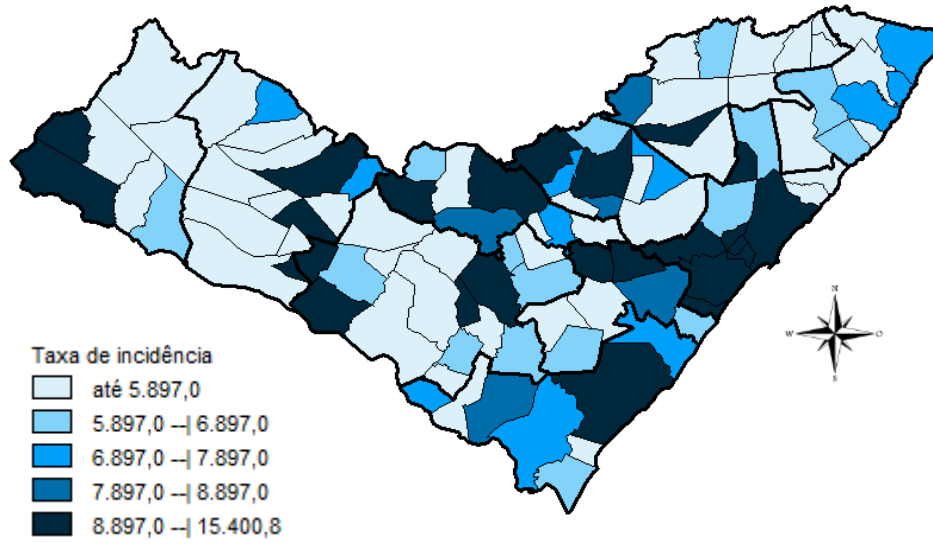 N
W
O
S
Taxa de incidência
até 5.897,0
5.897,0 --| 6.897,0
6.897,0 --| 7.897,0
7.897,0 --| 8.897,0
8.897,0 --| 15.400,8